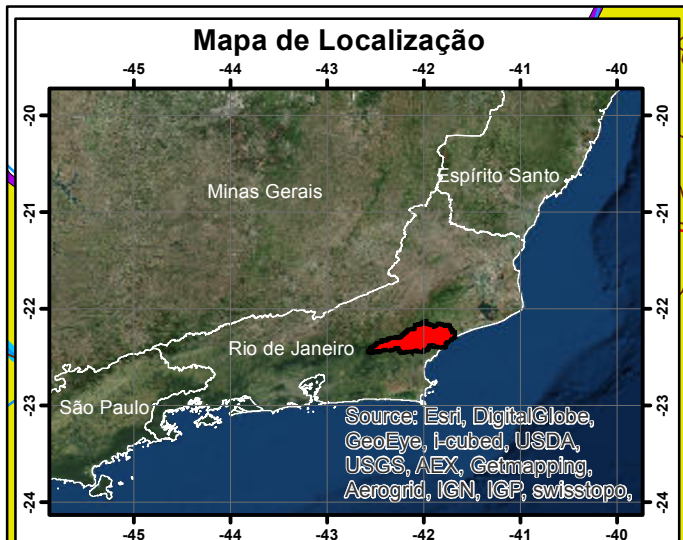 Mapa de Localização
-45 -44 -43 -42 -41 -40
-20 -20
Espírito Santo
Minas Gerais
-21 -21
-22 -22
Rio de Janeiro
São Paulo
-23 -23
Source: Esri, DigitalGlobe,
GeoEye, i-cubed, USDA,
USGS, AEX, Getmapping,
Aerogrid, IGN, IGP, swisstopo,
-24 -24
-45 -44 -43 -42 -41 -40